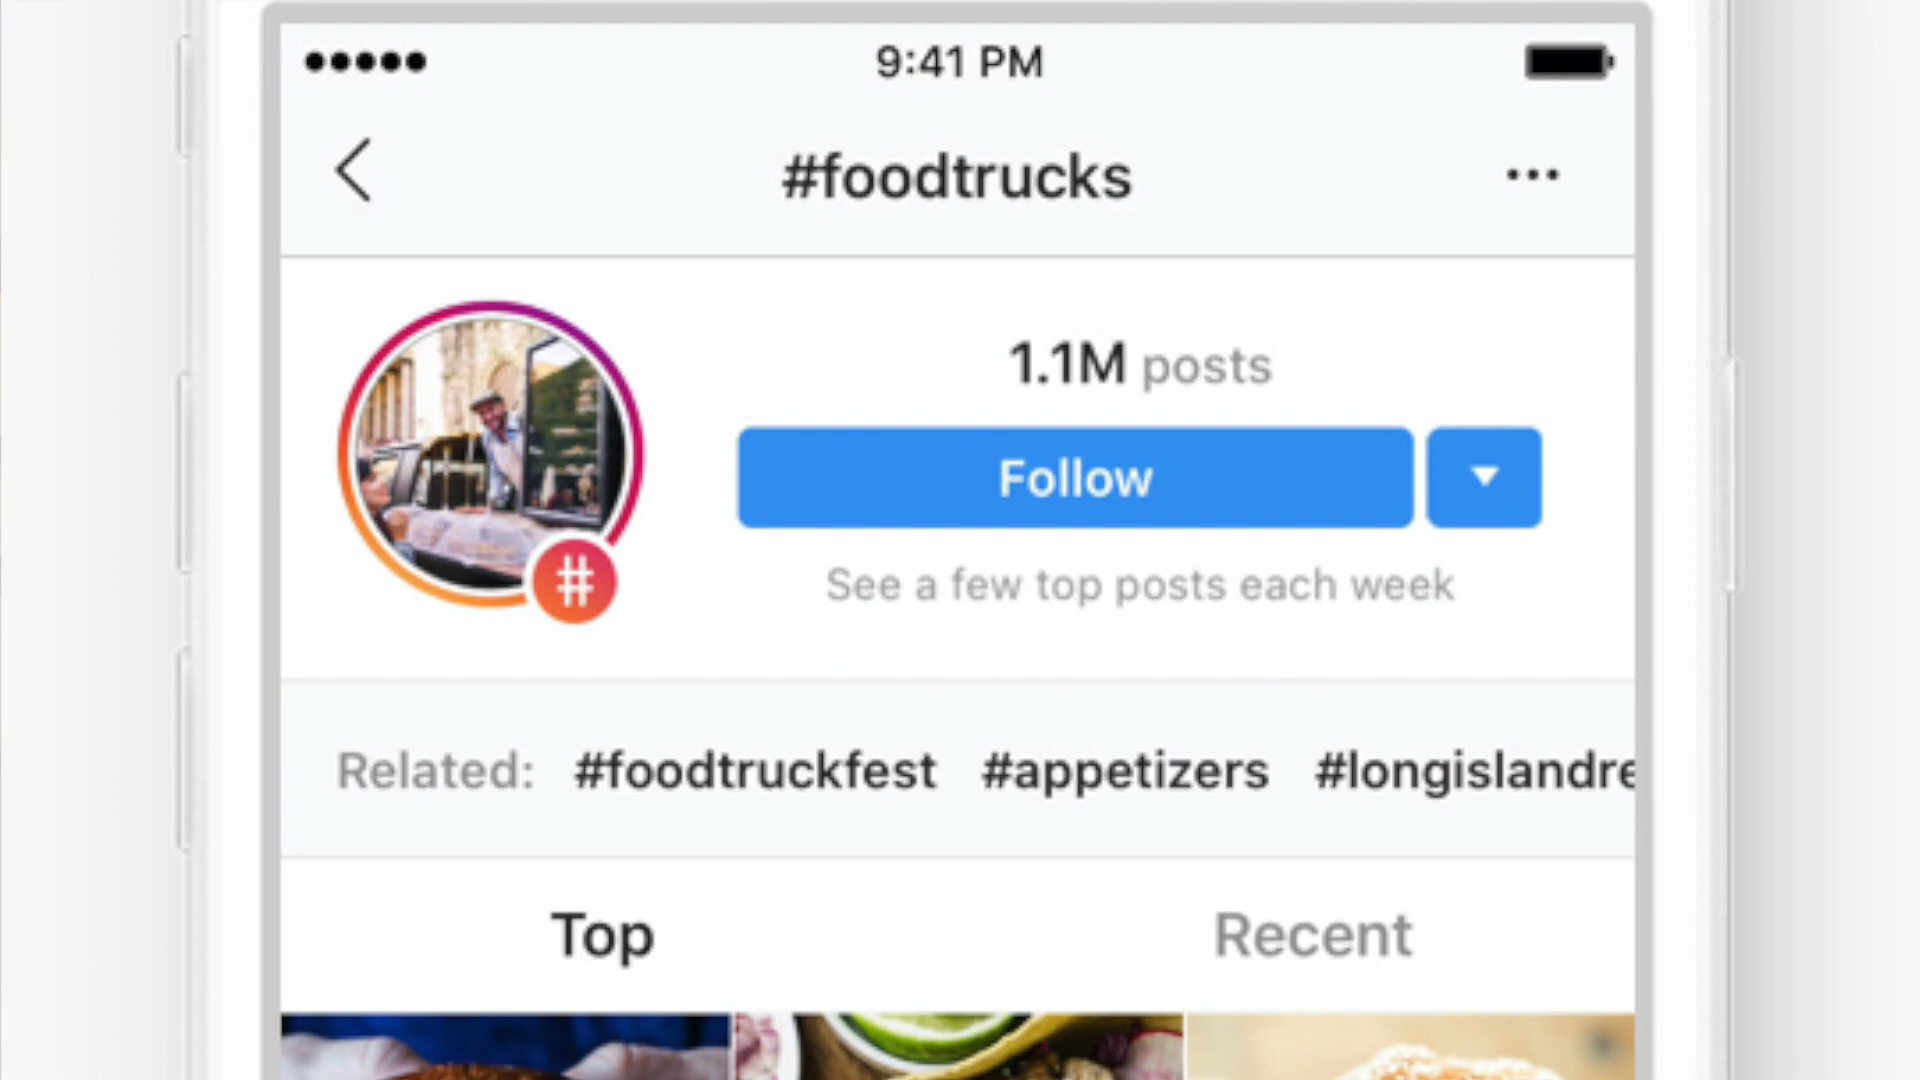 9:41 PM
#foodtrucks
1.1M posts
Follow
#
See a few top posts each week
Related: #foodtruckfest #appetizers #longislandre
Top Recent